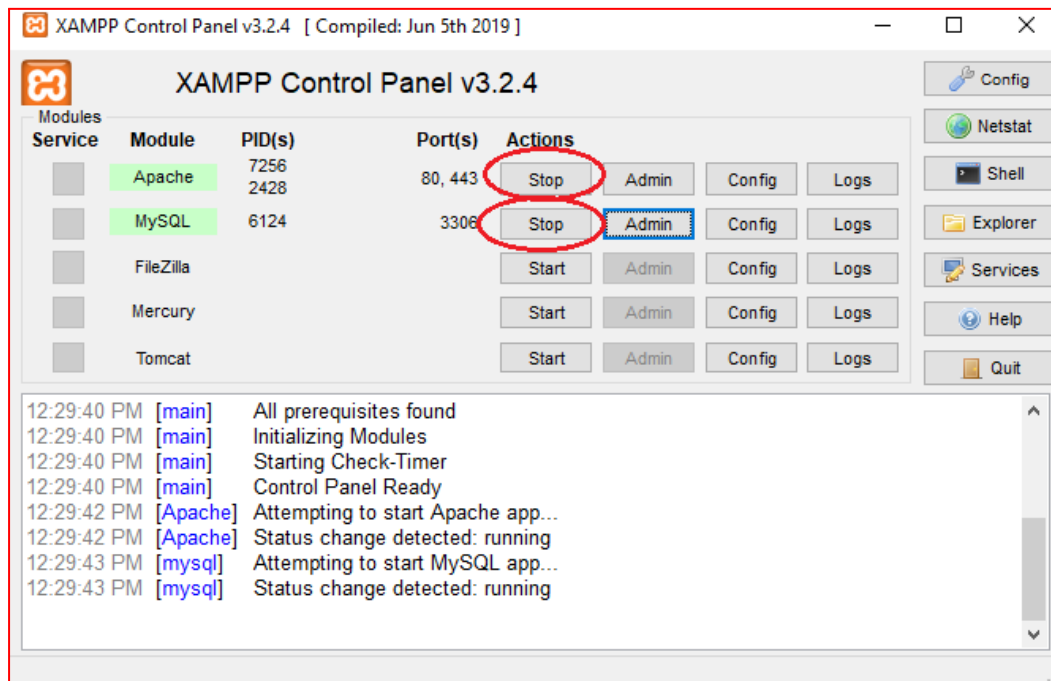 XAMPP Control Panel v3.2.4 [ Compiled: Jun 5th 2019 ]
XAMPP Control Panel v3.2.4
Config
Modules
Netstat
Service Module PID(s) Port(s) Actions
Apache 7256 2428 80, 443 Stop Admin Config Logs
Shell
MySQL 6124 3306 Stop Admin Config Logs
Explorer
FileZilla Start Admin Config Logs
Services
Mercury Start Admin Config Logs
Help
Tomcat Start Admin Config Logs
Quit
12:29:40 PM [main] All prerequisites found
12:29:40 PM [main] Initializing Modules
12:29:40 PM [main] Starting Check-Timer
12:29:40 PM [main] Control Panel Ready
12:29:42 PM [Apache] Attempting to start Apache app...
12:29:42 PM [Apache] Status change detected: running
12:29:43 PM [mysql] Attempting to start MySQL app...
12:29:43 PM [mysql] Status change detected: running